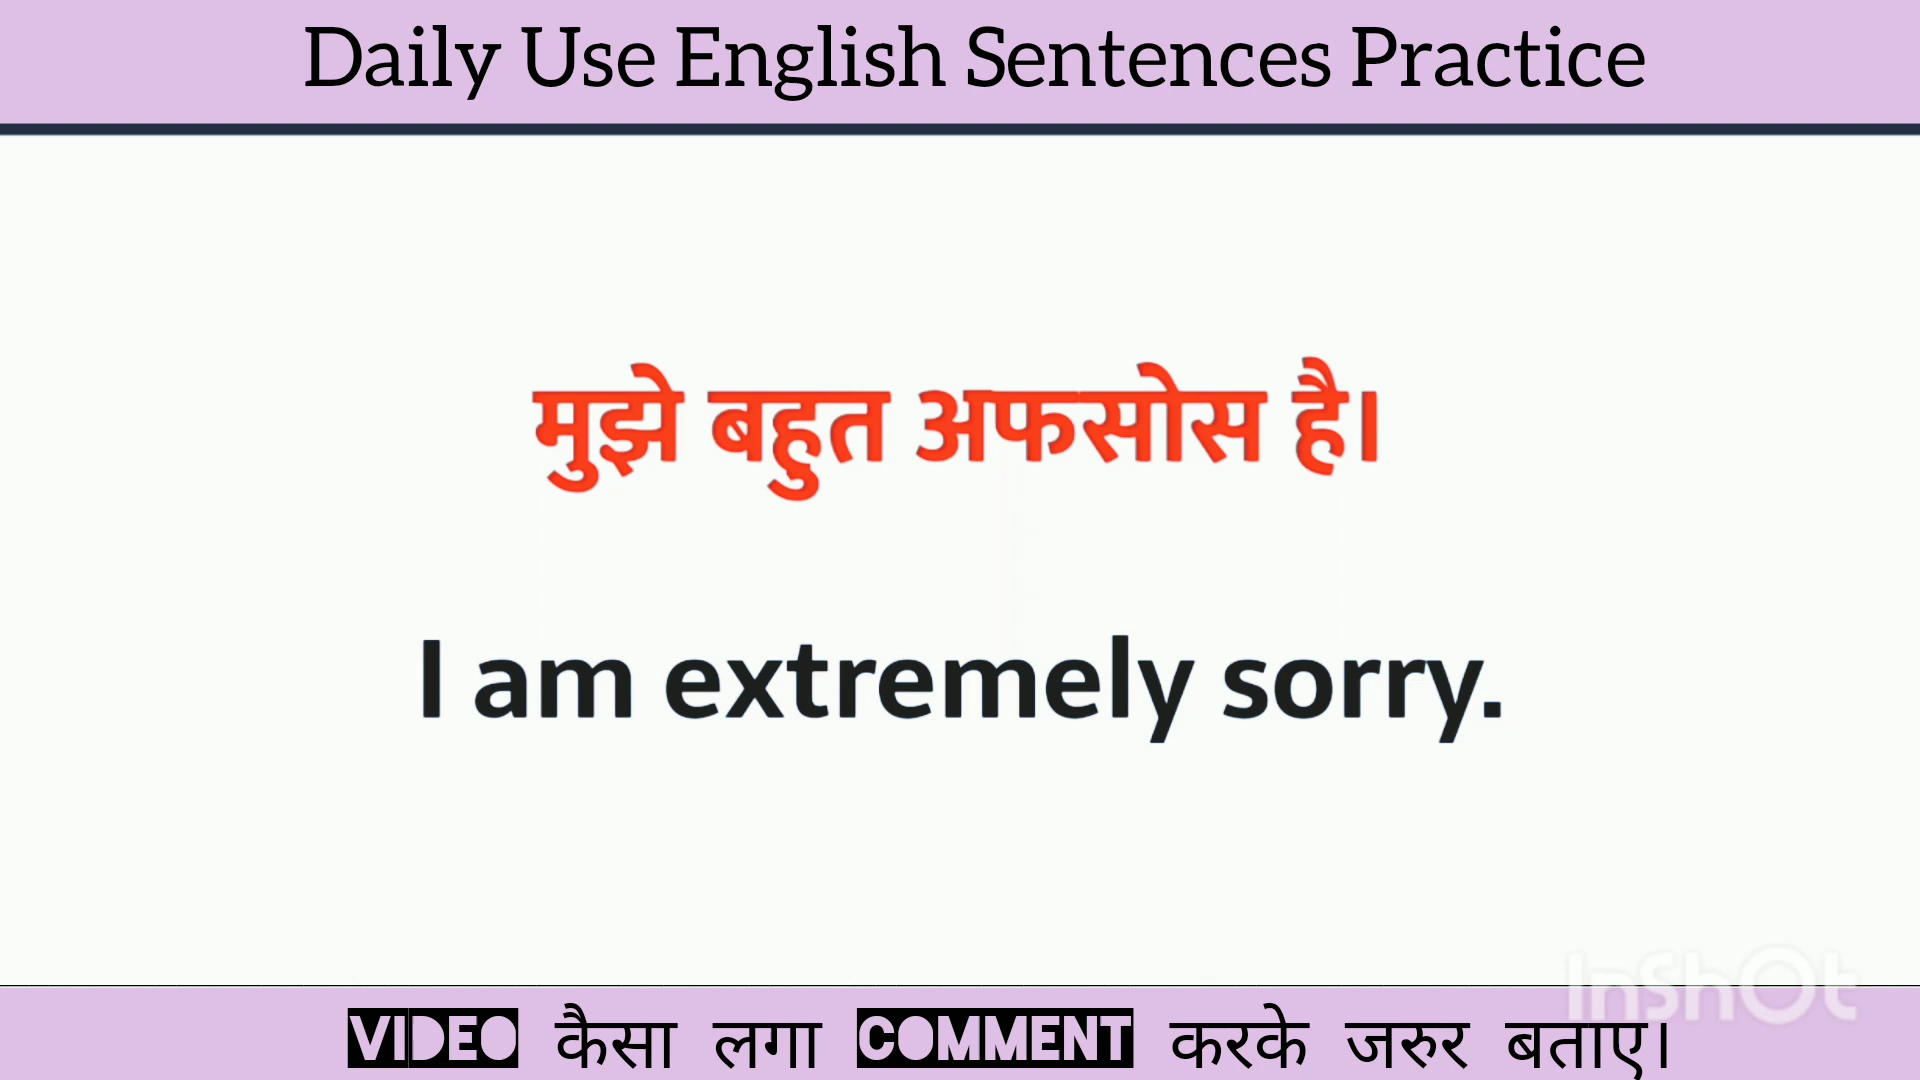 Daily Use English Sentences Practice
मुझे बहुत अफसोस है।
I am extremely sorry.
InShOt
VIDEO कैसा लगा COMMENT करके जरुर बताए।